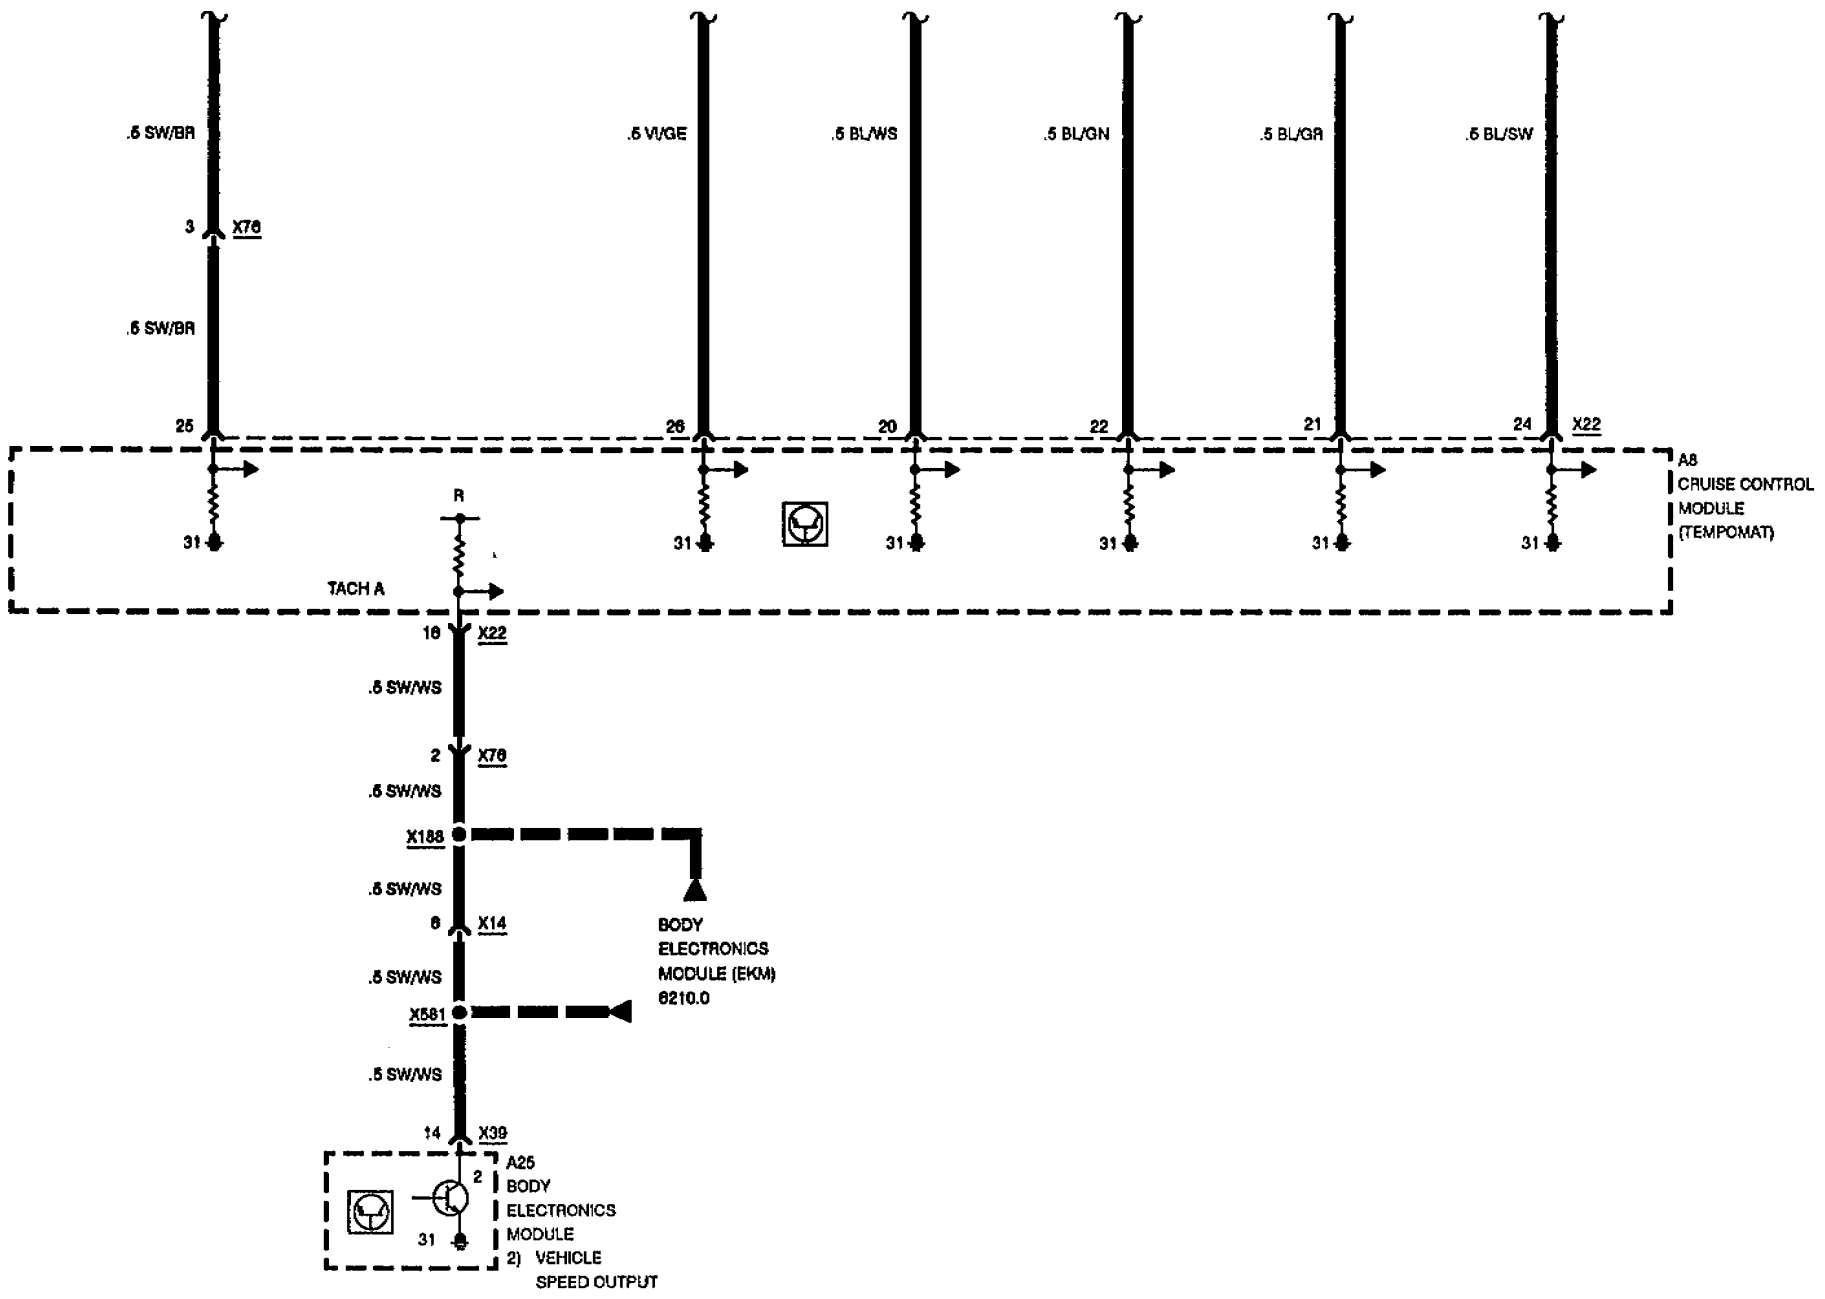 .5 SW/BR
.5 VI/GE
.5 BL/WS
.5 BL/GN
.5 BL/GR
.5 BL/SW
3 X76
.5 SW/BR
25
26
20
22
21
24 X22
A8
CRUISE CONTROL
MODULE
(TEMPOMAT)
R
31
31
31
31
31
31
TACH A
16 X22
.5 SW/WS
2 X76
.5 SW/WS
X188
.5 SW/WS
6 X14
BODY
ELECTRONICS
MODULE (EKM)
6210.0
.5 SW/WS
X581
.5 SW/WS
14 X39
A25
BODY
ELECTRONICS
MODULE
2) VEHICLE
SPEED OUTPUT
2
31